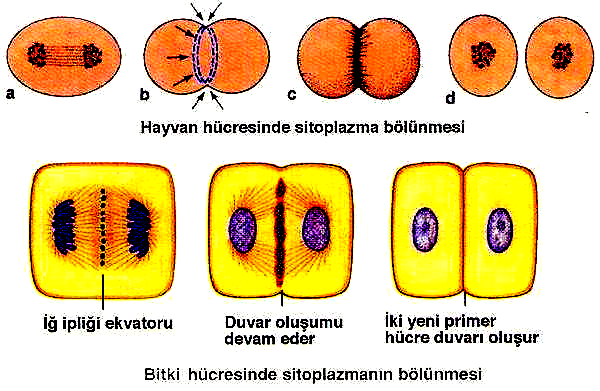 a b c d
Hayvan hücresinde sitoplazma bölünmesi
İğ ipliği ekvatoru
Duvar oluşumu
devam eder
İki yeni primer
hücre duvarı oluşur
Bitki hücresinde sitoplazmanın bölünmesi